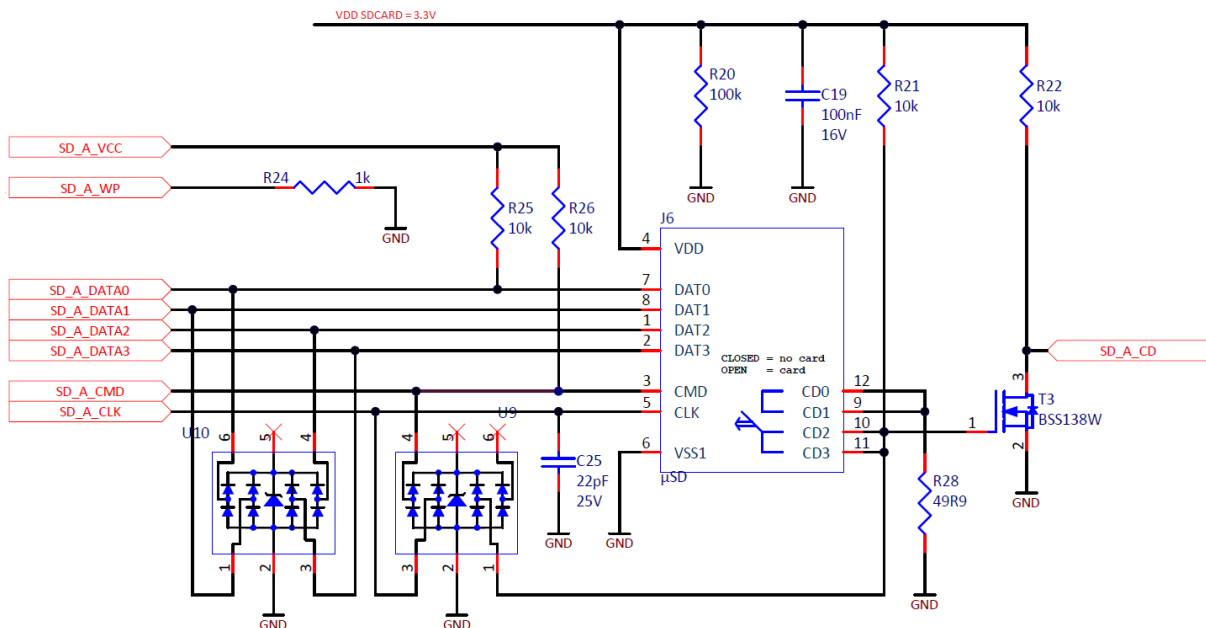 VDD SDCARD = 3.3V
R20
100k
C19
100nF
16V
R21
10k
R22
10k
SD_A_VCC
SD_A_WP
R24 1k
GND
R25
10k
R26
10k
GND
GND
J6
4 VDD
SD_A_DATA0
7 DAT0
SD_A_DATA1
8 DAT1
SD_A_DATA2
1 DAT2
SD_A_DATA3
2 DAT3
CLOSED = no card
OPEN = card
SD_A_CD
SD_A_CMD
3 CMD
CD0 12
SD_A_CLK
5 CLK
CD1 9
CD2 10
6 VSS1
CD3 11
µSD
1
3
T3
BSS138W
2
GND
U10
6
5
4
U9
4
5
6
C25
22pF
25V
GND
GND
R28
49R9
GND
1
2
3
GND
3
2
1
GND